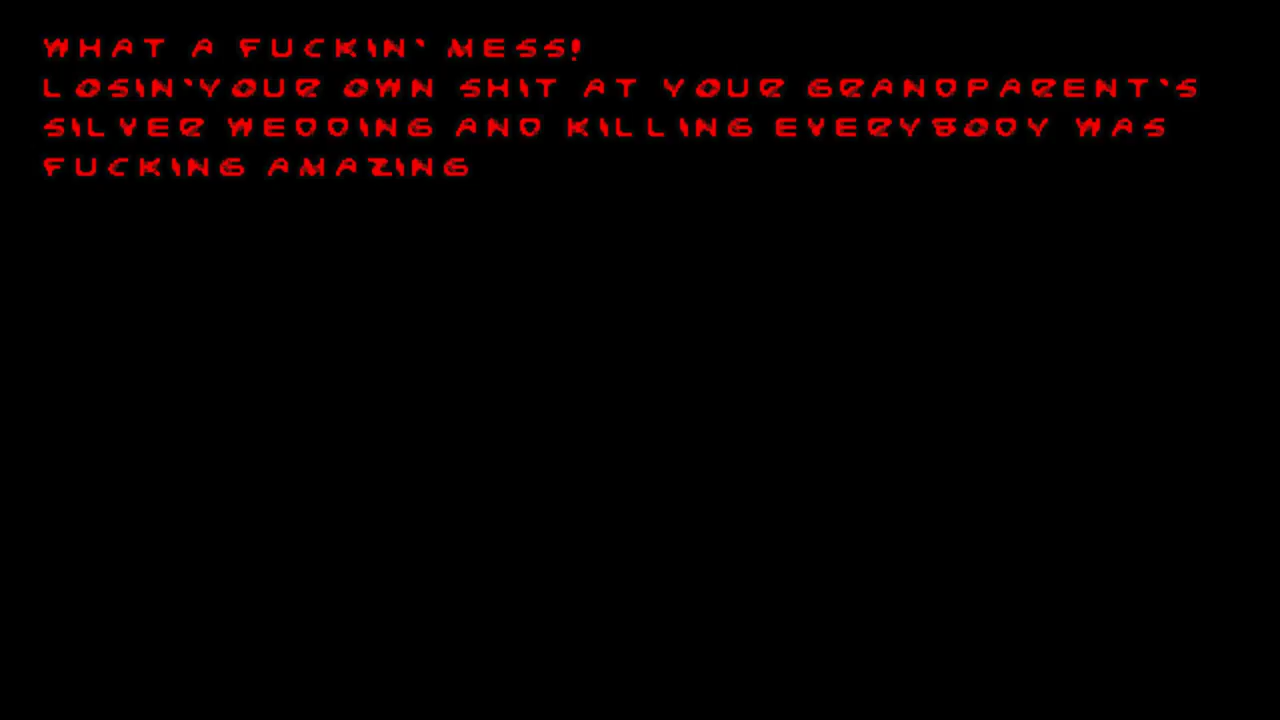 WHAT A FUCKIN' MESS!
LOSIN'YOUR OWN SHIT AT YOUR GRANDPARENT'S
SILVER WEDDING AND KILLING EVERYBODY WAS
FUCKING AMAZING